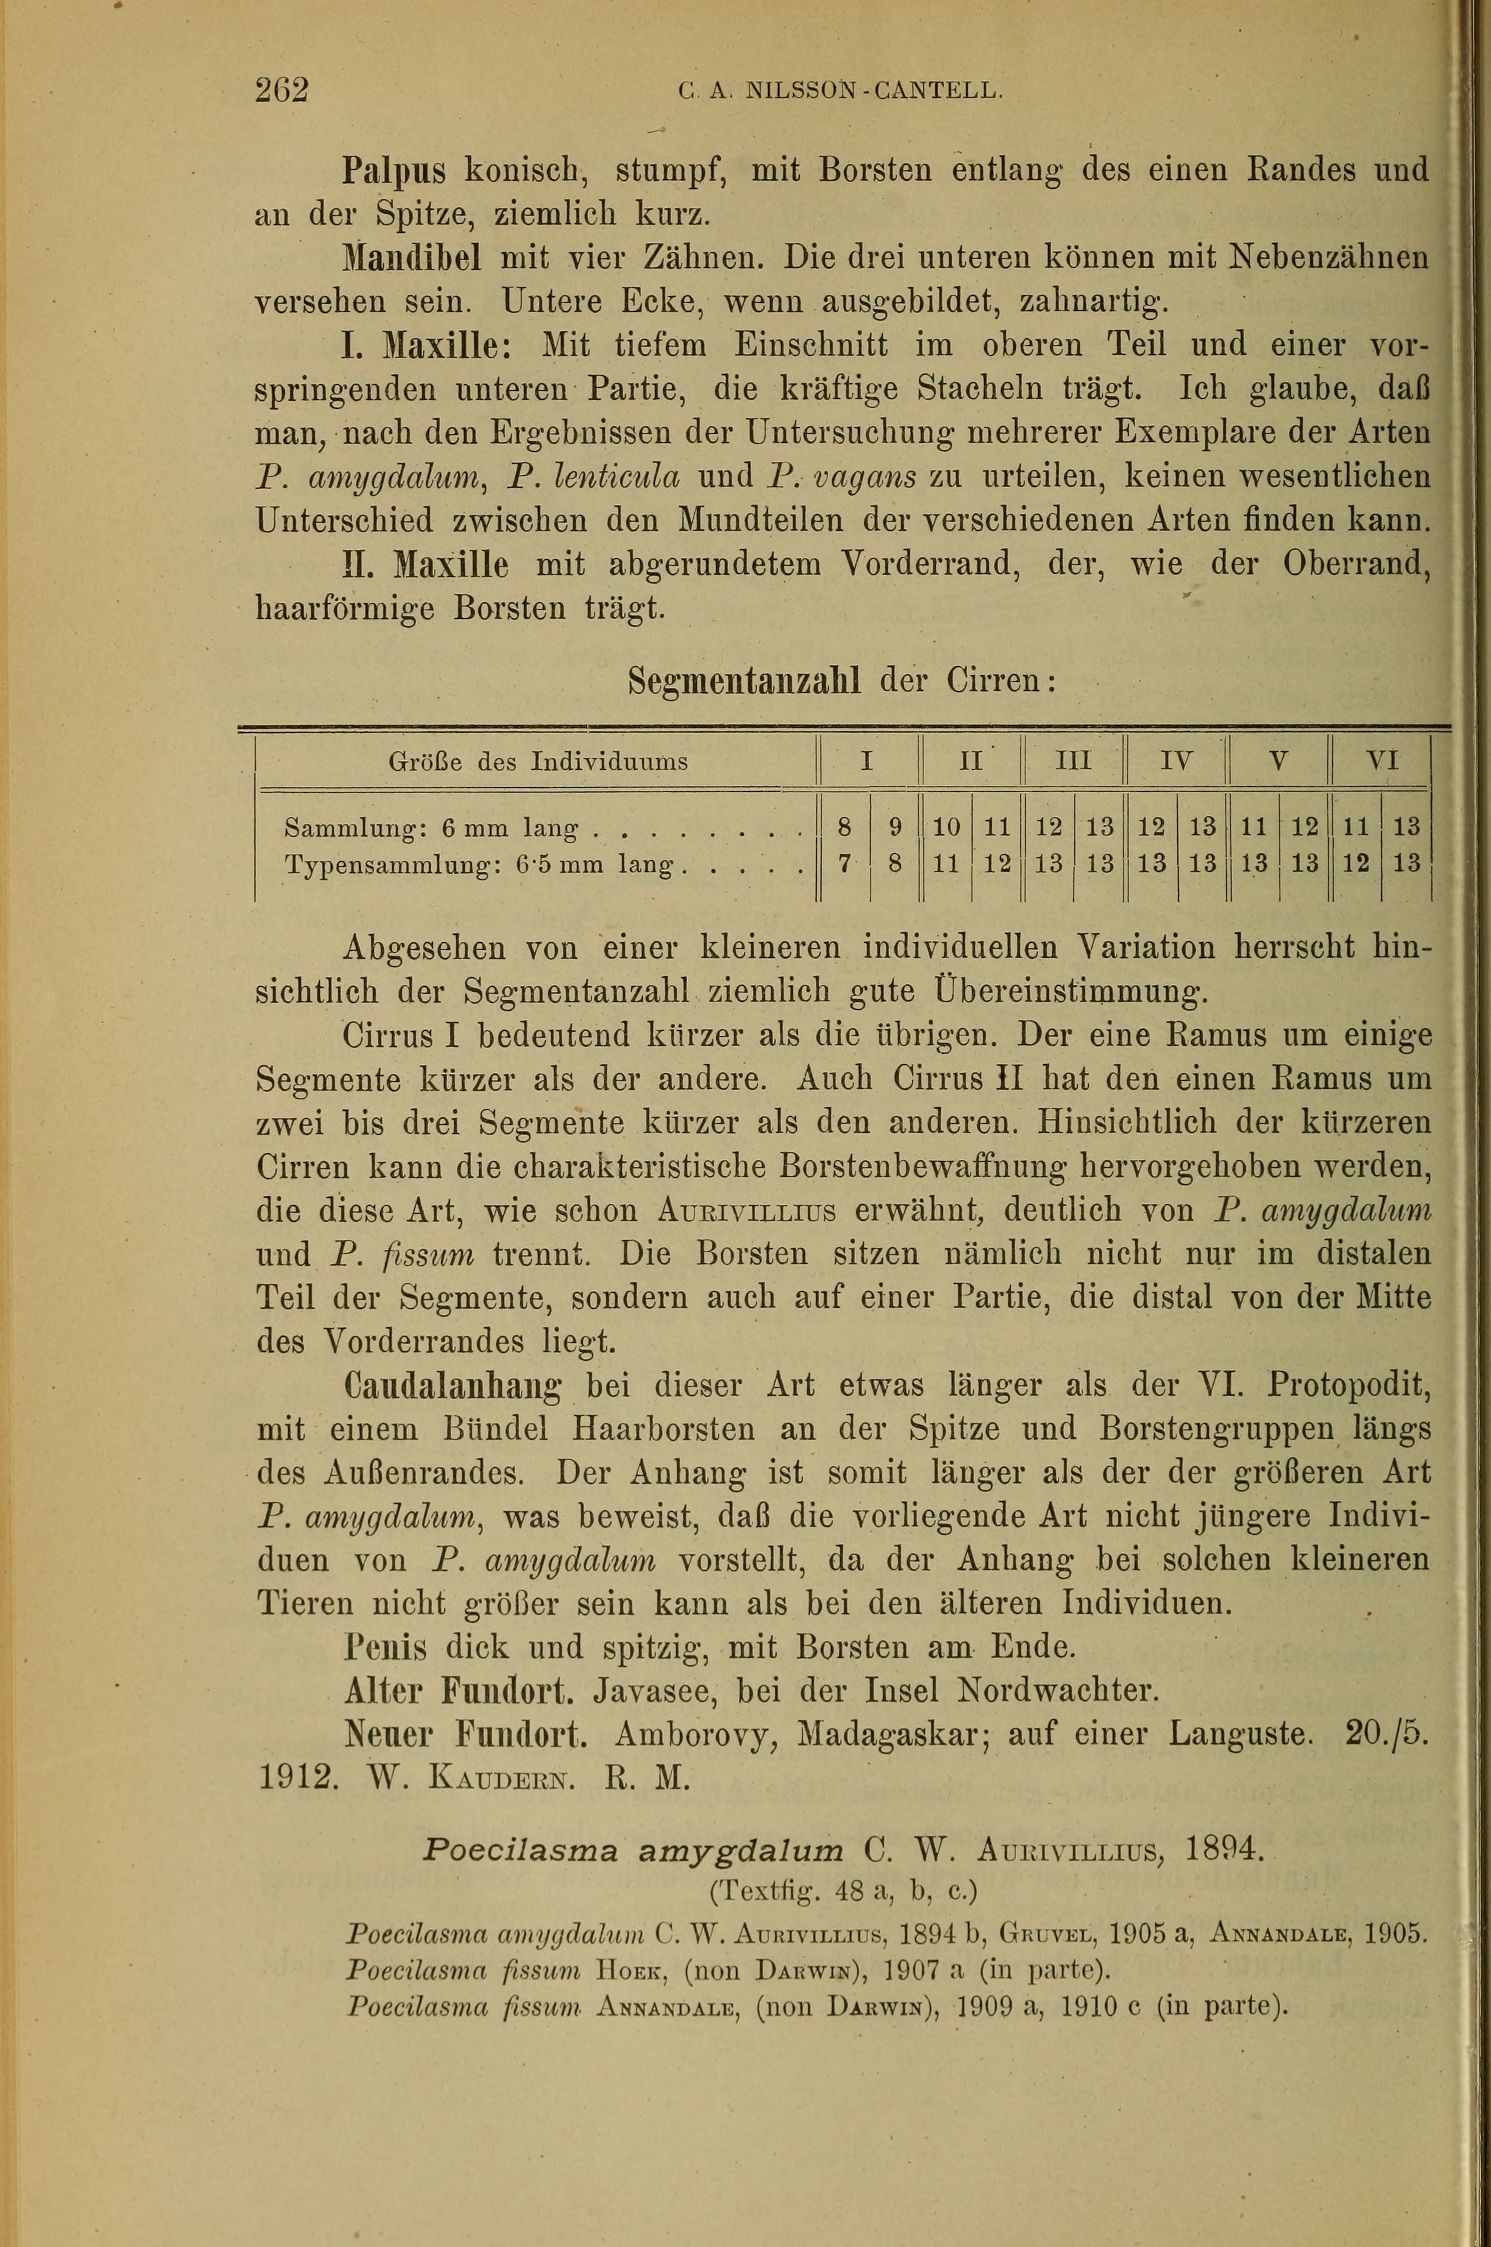 262
C. A. NILSSON-CANTELL.
Palpus konisch, stumpf, mit Borsten entlang des einen Randes und
an der Spitze, ziemlich kurz.
Mandibel mit vier Zähnen. Die drei unteren können mit Nebenzähnen
versehen sein. Untere Ecke, wenn ausgebildet, zahnartig.
I. Maxille: Mit tiefem Einschnitt im oberen Teil und einer vor-
springenden unteren Partie, die kräftige Stacheln trägt. Ich glaube, daß
man, nach den Ergebnissen der Untersuchung mehrerer Exemplare der Arten
P. amygdalum, P. lenticula und P. vagans zu urteilen, keinen wesentlichen
Unterschied zwischen den Mundteilen der verschiedenen Arten finden kann.
II. Maxille mit abgerundetem Vorderrand, der, wie der Oberrand,
haarförmige Borsten trägt.
Segmentanzahl der Cirren:
Größe des Individuums I II III IV V VI
Sammlung: 6 mm lang . . . . . . . . 8 9 10 11 12 13 12 13 11 12 11 13
Typensammlung: 6·5 mm lang . . . . . 7 8 11 12 13 13 13 13 13 13 12 13
Abgesehen von einer kleineren individuellen Variation herrscht hin-
sichtlich der Segmentanzahl ziemlich gute Übereinstimmung.
Cirrus I bedeutend kürzer als die übrigen. Der eine Ramus um einige
Segmente kürzer als der andere. Auch Cirrus II hat den einen Ramus um
zwei bis drei Segmente kürzer als den anderen. Hinsichtlich der kürzeren
Cirren kann die charakteristische Borstenbewaffnung hervorgehoben werden,
die diese Art, wie schon AURIVILLIUS erwähnt, deutlich von P. amygdalum
und P. fissum trennt. Die Borsten sitzen nämlich nicht nur im distalen
Teil der Segmente, sondern auch auf einer Partie, die distal von der Mitte
des Vorderrandes liegt.
Caudalanhang bei dieser Art etwas länger als der VI. Protopodit,
mit einem Bündel Haarborsten an der Spitze und Borstengruppen längs
des Außenrandes. Der Anhang ist somit länger als der der größeren Art
P. amygdalum, was beweist, daß die vorliegende Art nicht jüngere Indivi-
duen von P. amygdalum vorstellt, da der Anhang bei solchen kleineren
Tieren nicht größer sein kann als bei den älteren Individuen.
Penis dick und spitzig, mit Borsten am Ende.
Alter Fundort. Javasee, bei der Insel Nordwachter.
Neuer Fundort. Amborovy, Madagaskar; auf einer Languste. 20./5.
1912. W. KAUDERN. R. M.
Poecilasma amygdalum C. W. AURIVILLIUS, 1894.
(Textfig. 48 a, b, c.)
Poecilasma amygdalum C. W. AURIVILLIUS, 1894 b, GRUVEL, 1905 a, ANNANDALE, 1905.
Poecilasma fissum HOEK, (non DARWIN), 1907 a (in parte).
Poecilasma fissum ANNANDALE, (non DARWIN), 1909 a, 1910 c (in parte).